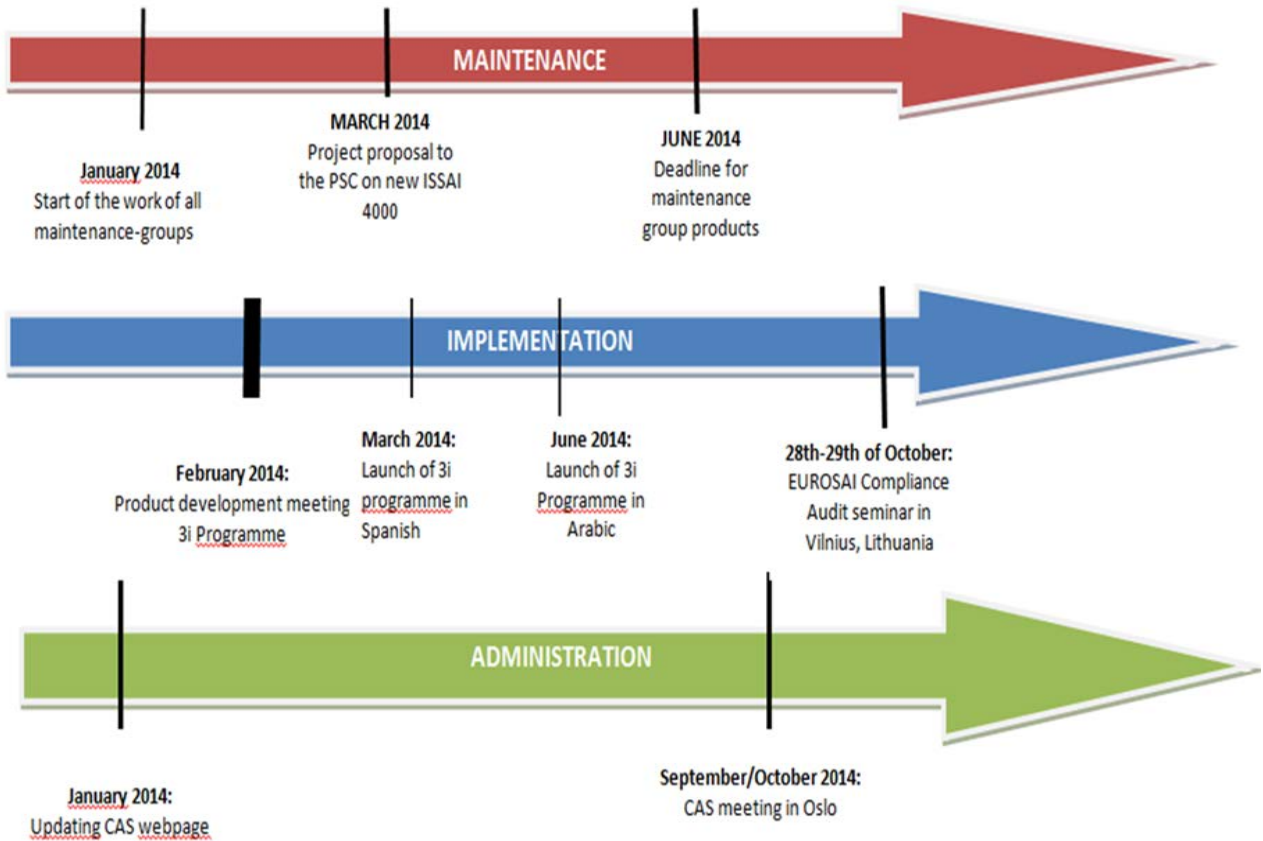 MAINTENANCE
January 2014
Start of the work of all
maintenance-groups
MARCH 2014
Project proposal to
the PSC on new ISSAI
4000
JUNE 2014
Deadline for
maintenance
group products
IMPLEMENTATION
February 2014:
Product development meeting
3i Programme
March 2014:
Launch of 3i
programme in
Spanish
June 2014:
Launch of 3i
Programme in
Arabic
28th-29th of October:
EUROSAI Compliance
Audit seminar in
Vilnius, Lithuania
ADMINISTRATION
January 2014:
Updating CAS webpage
September/October 2014:
CAS meeting in Oslo